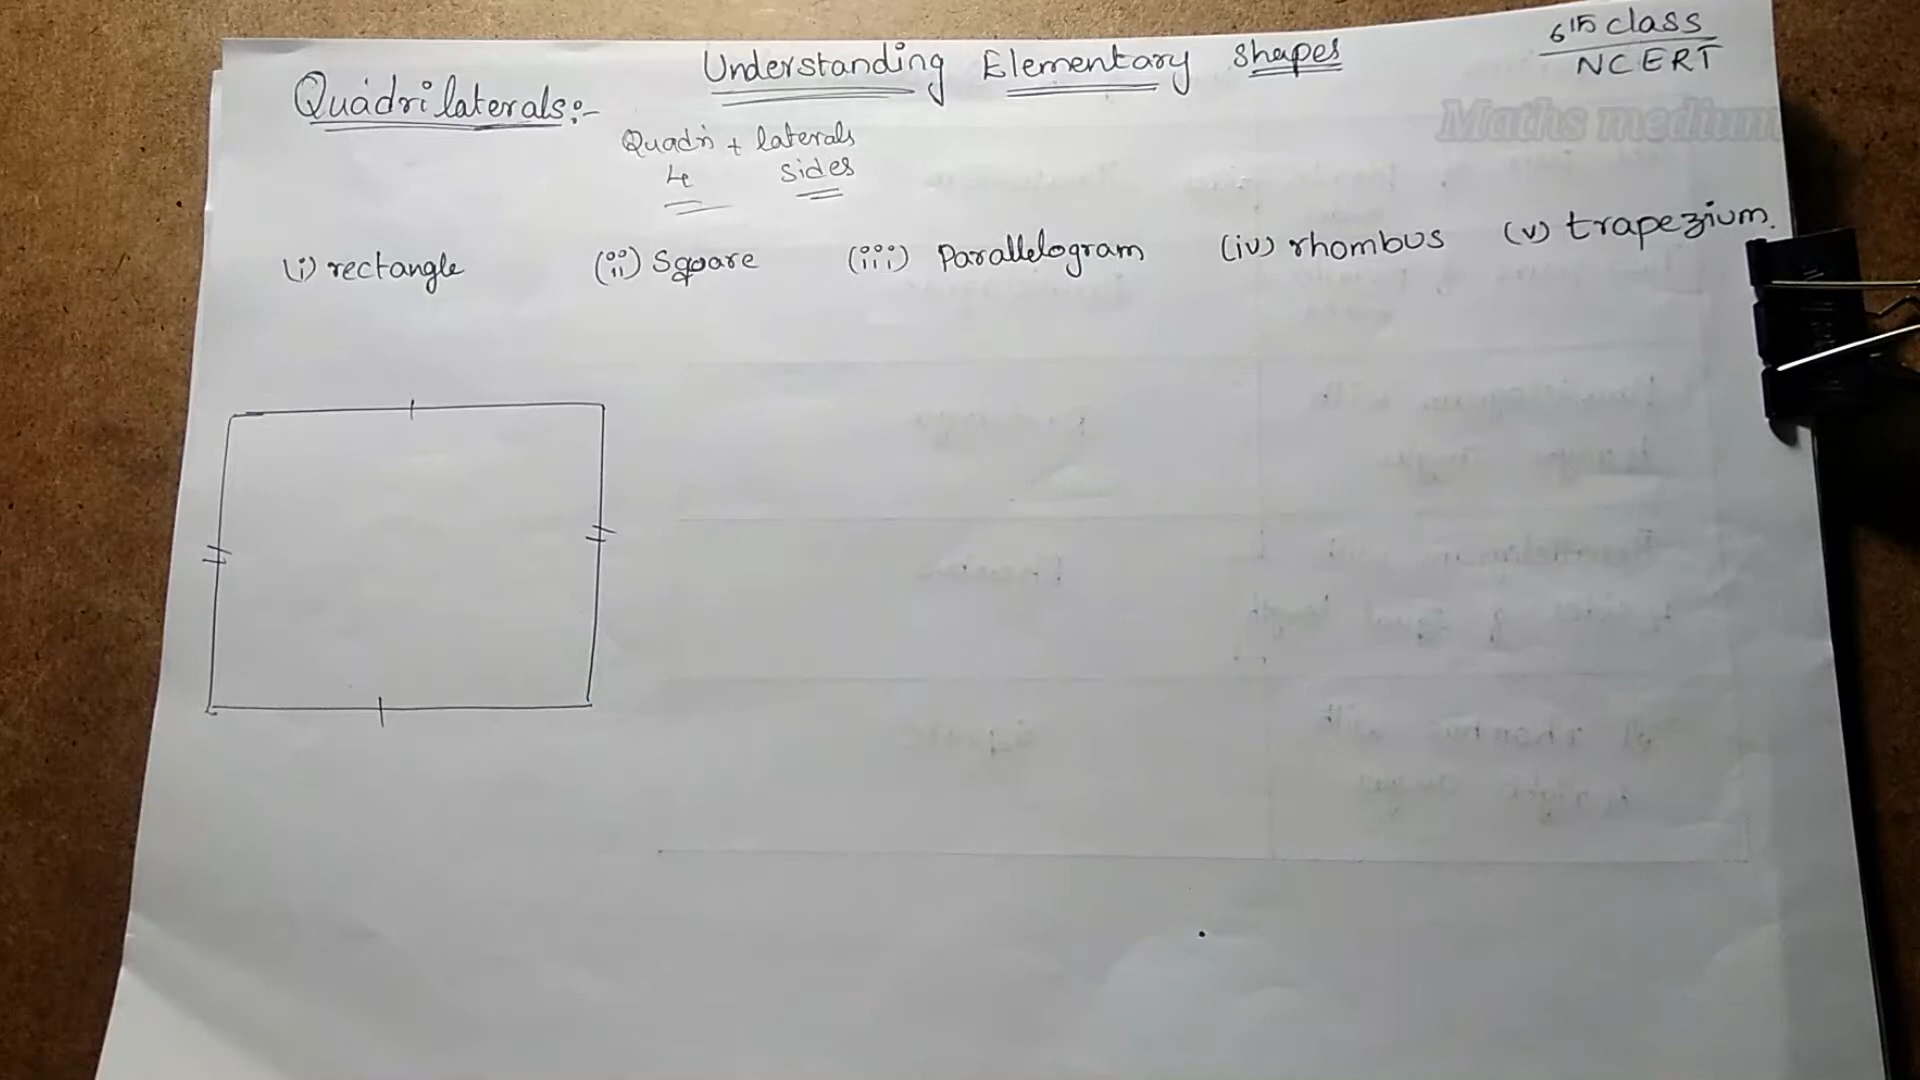 6th class
NCERT
Understanding Elementary Shapes
Quadrilaterals:-
Maths medium
Quadri + laterals
4 sides
(i) rectangle (ii) Square (iii) Parallelogram (iv) rhombus (v) trapezium.